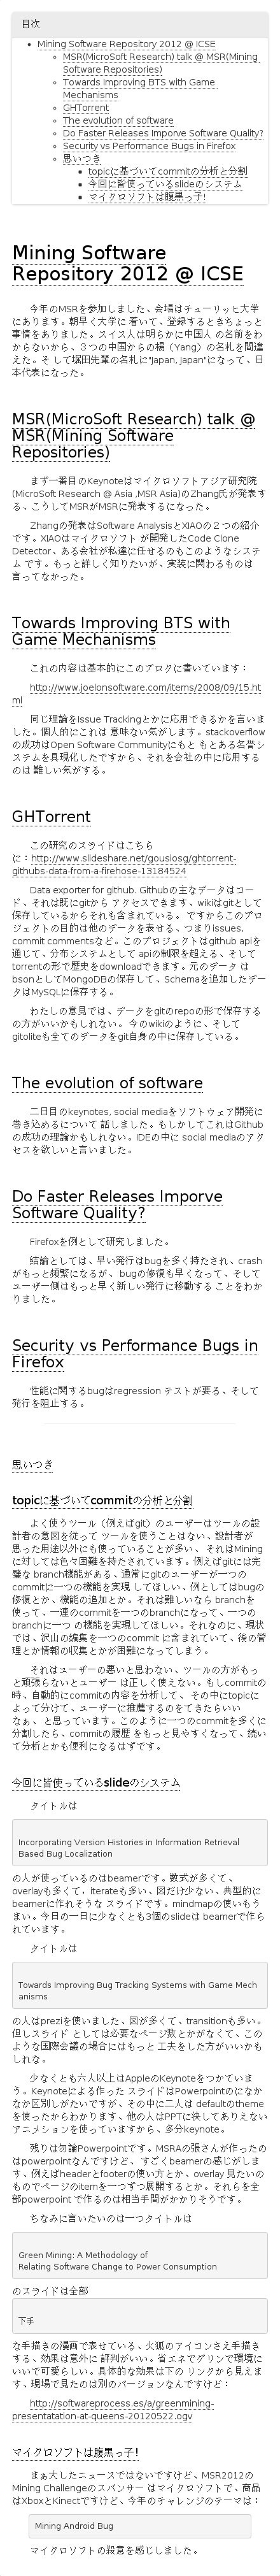 目次
Mining Software Repository 2012 @ ICSE
MSR(MicroSoft Research) talk @ MSR(Mining
Software Repositories)
Towards Improving BTS with Game
Mechanisms
GHTorrent
The evolution of software
Do Faster Releases Imporve Software Quality?
Security vs Performance Bugs in Firefox
思いつき
topicに基づいてcommitの分析と分割
今回に皆使っているslideのシステム
マイクロソフトは腹黒っ子!
Mining Software
Repository 2012 @ ICSE
今年のMSRを参加しました、会場はチューリッヒ大学
にあります。朝早く大学に 着いて、登録するときちょっと
事情をありました。スイス人は明らかに中国人 の名前をわ
からないから、3つの中国からの楊(Yang)の名札を間違
えた。そ して堀田先輩の名札に"Japan, Japan"になって、日
本代表になった。
MSR(MicroSoft Research) talk @
MSR(Mining Software
Repositories)
まず一番目のKeynoteはマイクロソフトアジア研究院
(MicroSoft Research @ Asia ,MSR Asia)のZhang氏が発表す
る、こうしてMSRがMSRに発表するになった。
Zhangの発表はSoftware AnalysisとXIAOの２つの紹介
です。XIAOはマイクロソフト が開発したCode Clone
Detector、ある会社が私達に任せるのもこのようなシステ
ム です。もっと詳しく知りたいが、実装に関わるものは
言ってなかった。
Towards Improving BTS with
Game Mechanisms
これの内容は基本的にこのブログに書いています：
http://www.joelonsoftware.com/items/2008/09/15.ht
ml
同じ理論をIssue Trackingとかに応用できるかを言いま
した。個人的にこれは 意味ない気がします。stackoverflow
の成功はOpen Software Communityにもと もとある名誉シ
ステムを具現化したですから、それを会社の中に応用する
のは 難しい気がする。
GHTorrent
この研究のスライドはこちら
に：http://www.slideshare.net/gousiosg/ghtorrent-
githubs-data-from-a-firehose-13184524
Data exporter for github. Githubの主なデータはコー
ド、それは既にgitから アクセスできます、wikiはgitとして
保存しているからそれも含まれている。 ですからこのプロ
ジェクトの目的は他のデータを表せる、つまりissues,
commit commentsなど。このプロジェクトはgithub apiを
通じて、分布システムとして apiの制限を超える、そして
torrentの形で歴史をdownloadできます。元のデータ は
bsonとしてMongoDBの保存して、Schemaを追加したデー
タはMySQLに保存する。
わたしの意見では、データをgitのrepoの形で保存する
の方がいいかもしれない。 今のwikiのように、そして
gitoliteも全てのデータをgit自身の中に保存している。
The evolution of software
二日目のkeynotes, social mediaをソフトウェア開発に
巻き込めるについて 話しました。もしかしてこれはGithub
の成功の理論かもしれない。IDEの中に social mediaのアク
セスを欲しいと言いました。
Do Faster Releases Imporve
Software Quality?
Firefoxを例として研究しました。
結論としては、早い発行はbugを多く持たされ、crash
がもっと頻繁になるが、 bugの修復も早くなって、そして
ユーザー側はもっと早く新しい発行に移動する ことをわか
りました。
Security vs Performance Bugs in
Firefox
性能に関するbugはregression テストが要る、そして
発行を阻止する。
思いつき
topicに基づいてcommitの分析と分割
よく使うツール（例えばgit）のユーザーはツールの設
計者の意図を従って ツールを使うことはない、設計者が
思った用途以外にも使っていることが多い、 それはMining
に対しては色々困難を持たされています。例えばgitには完
璧な branch機能がある、通常にgitのユーザーが一つの
commitに一つの機能を実現 してほしい、例としてはbugの
修復とか、機能の追加とか。それは難しいなら branchを
使って、一連のcommitを一つのbranchになって、一つの
branchに一つ の機能を実現してほしい。それなのに、現状
では、沢山の編集を一つのcommit に含まれていて、後の管
理とか情報の収集とかが困難になってしまう。
それはユーザーの悪いと思わない、ツールの方がもっ
と頑張らないとユーザー は正しく使えない。もしcommitの
時、自動的にcommitの内容を分析して、 その中にtopicに
よって分けて、ユーザーに推薦するのをできたらいい
なぁ、 と思っています。このように一つのcommitを多くに
分割したら、commitの履歴 をもっと見やすくなって、続い
て分析とかも便利になるはずです。
今回に皆使っているslideのシステム
タイトルは
Incorporating Version Histories in Information Retrieval
Based Bug Localization
の人が使っているのはbeamerです。数式が多くて、
overlayも多くて、iterateも多い、図だけ少ない、典型的に
beamerに作れそうな スライドです。mindmapの使いもう
まい。今日の一日に少なくとも3個のslideは beamerで作ら
れています。
タイトルは
Towards Improving Bug Tracking Systems with Game Mech
anisms
の人はpreziを使いました、図が多くて、transitionも多い。
但しスライド としては必要なページ数とかがなくて、この
ような国際会議の場合にはもっと 工夫をした方がいいかも
しれな。
少なくとも六人以上はAppleのKeynoteをつかていま
う。Keynoteによる作った スライドはPowerpointのになか
なか区別しがたいですが、その中に二人は defaultのtheme
を使ったからわかります、他の人はPPTに決してありえない
アニメションを使っていますから、多分keynote。
残りは勿論Powerpointです。MSRAの張さんが作ったの
はpowerpointなんですけど、 すごくbeamerの感じがしま
す、例えばheaderとfooterの使い方とか、overlay 見たいの
ものでページのitemを一つずつ展開するとか。それらを全
部powerpoint で作るのは相当手間がかかりそうです。
ちなみに言いたいのは一つタイトルは
Green Mining: A Methodology of
Relating Software Change to Power Consumption
のスライドは全部
下手
な手描きの漫画で表せている、火狐のアイコンさえ手描き
する、効果は意外に 評判がいい。省エネでグリンで環境に
いいで可愛らしい。具体的な効果は下の リンクから見えま
す、現場で見たのは別のバージョンなんですけど：
http://softwareprocess.es/a/greenmining-
presentatation-at-queens-20120522.ogv
マイクロソフトは腹黒っ子!
まぁ大したニュースではないですけど、MSR2012の
Mining Challengeのスパンサー はマイクロソフトで、商品
はXboxとKinectですけど、今年のチャレンジのテーマは：
Mining Android Bug
マイクロソフトの殺意を感じしました。